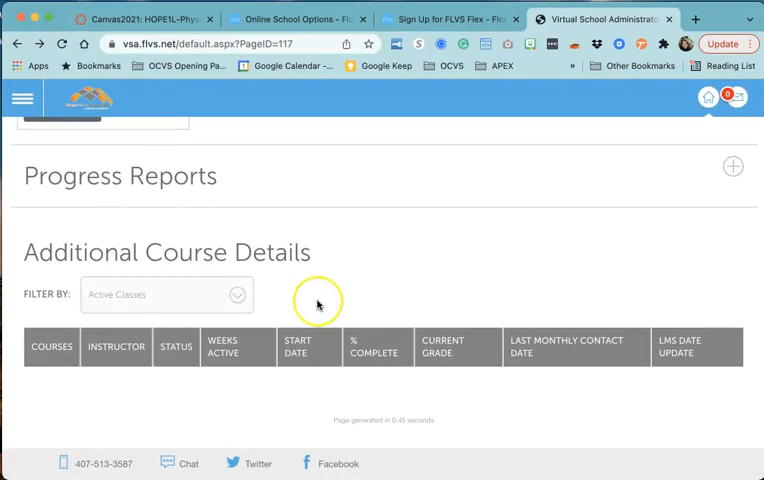 Canvas2021: HOPE1L-Phys
Online School Options - Flo
Sign Up for FLVS Flex - Flo
Virtual School Administrato
vsa.flvs.net/default.aspx?PageID=117
Update
Apps
Bookmarks
OCVS Opening Pa...
Google Calendar -...
Google Keep
OCVS
APEX
»
Other Bookmarks
Reading List
0
Progress Reports
Additional Course Details
FILTER BY:
Active Classes
COURSES
INSTRUCTOR
STATUS
WEEKS
ACTIVE
START
DATE
%
COMPLETE
CURRENT
GRADE
LAST MONTHLY CONTACT
DATE
LMS DATE
UPDATE
Page generated in 0.45 seconds
407-513-3587
Chat
Twitter
Facebook